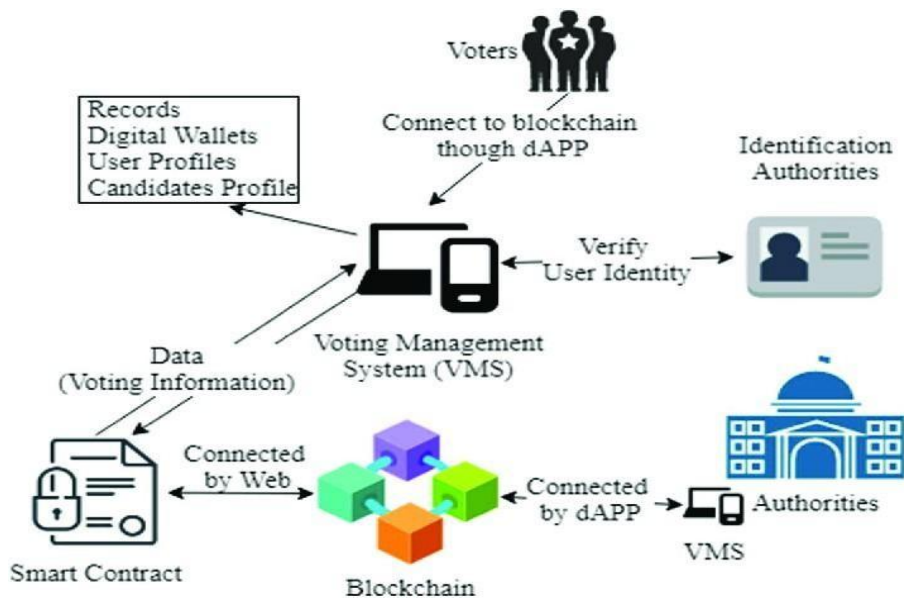 Voters
Connect to blockchain
though dAPP
Records
Digital Wallets
User Profiles
Candidates Profile
Identification
Authorities
Verify
User Identity
Voting Management
System (VMS)
Data
(Voting Information)
Connected
by Web
Connected
by dAPP
Authorities
VMS
Smart Contract
Blockchain